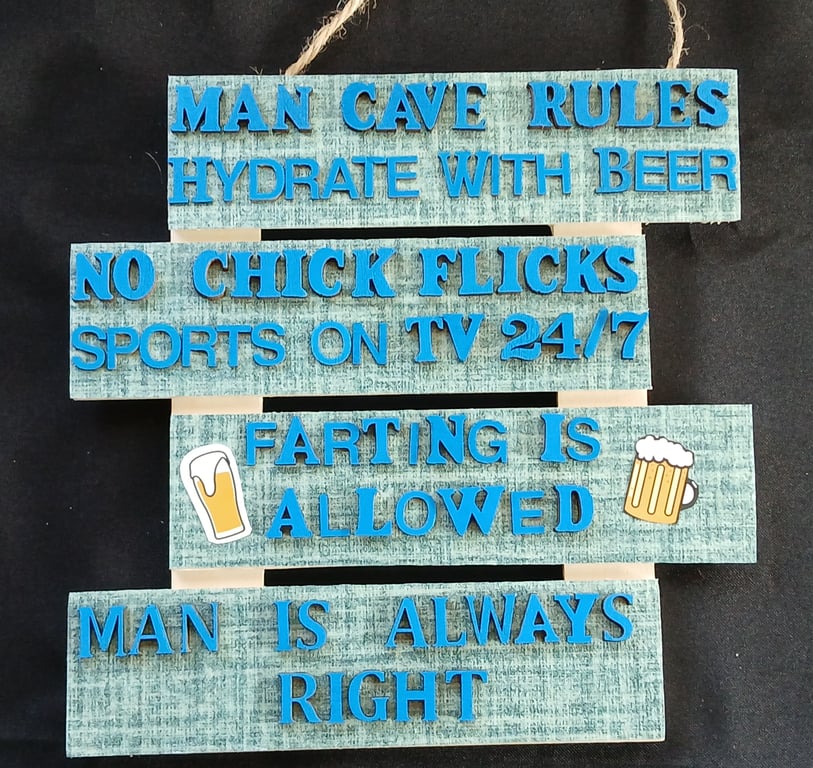 MAN CAVE RULES
HYDRATE WITH BEER
NO CHICK FLICKS
SPORTS ON TV 24/7
FARTING IS
ALLOWED
MAN IS ALWAYS
RIGHT